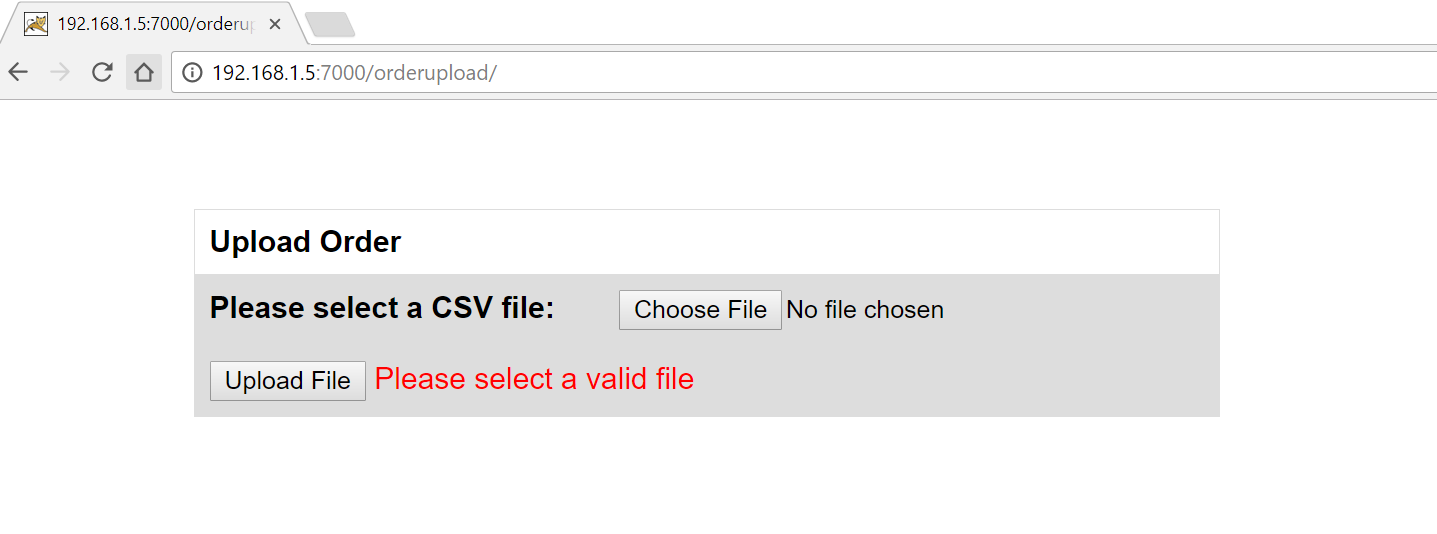 192.168.1.5:7000/orderup
192.168.1.5:7000/orderupload/
Upload Order
Please select a CSV file: Choose File No file chosen
Upload File Please select a valid file